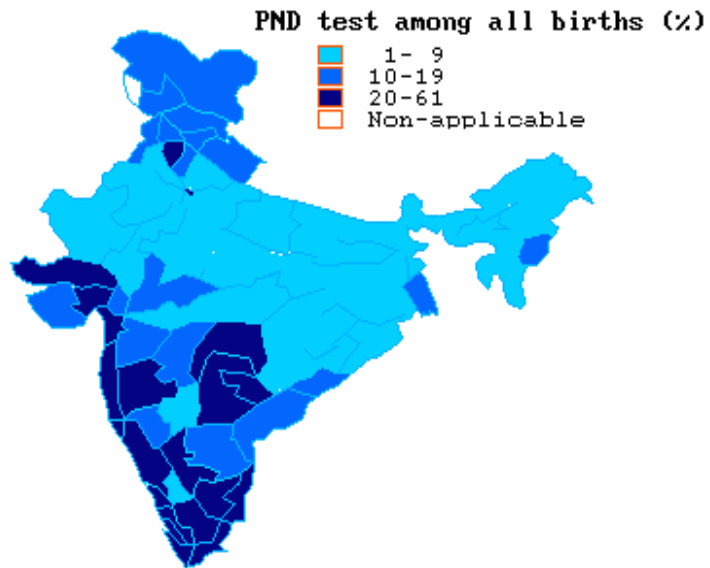 PND test among all births (%)
1- 9
10-19
20-61
Non-applicable